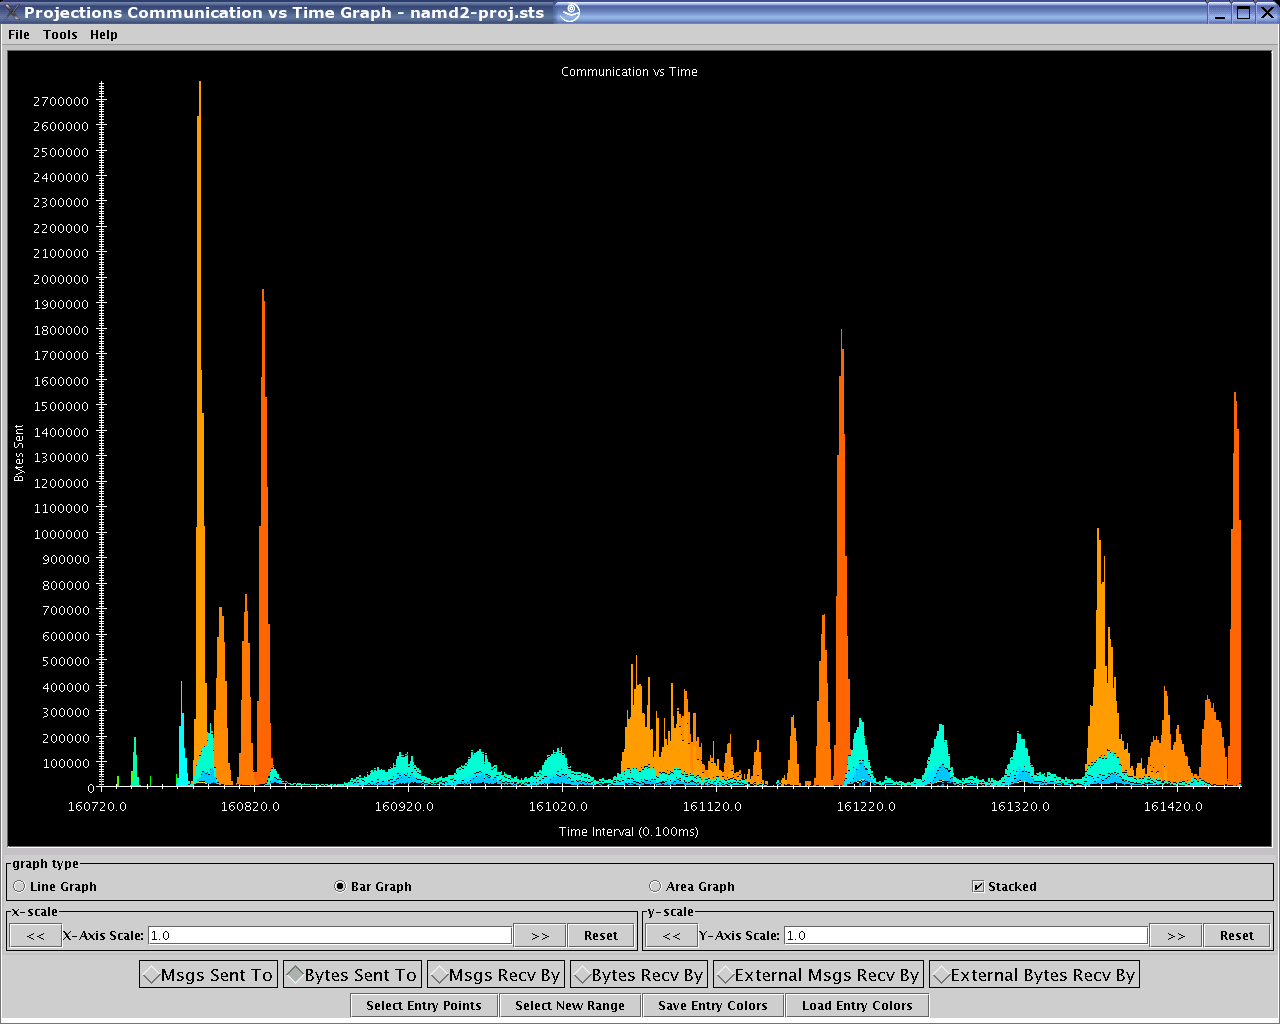 Projections Communication vs Time Graph - namd2-proj.sts
File Tools Help
Communication vs Time
2700000
2600000
2500000
2400000
2300000
2200000
2100000
2000000
1900000
1800000
1700000
1600000
1500000
1400000
1300000
1200000
1100000
1000000
900000
800000
700000
600000
500000
400000
300000
200000
100000
0
Bytes Sent
160720.0 160820.0 160920.0 161020.0 161120.0 161220.0 161320.0 161420.0
Time Interval (0.100ms)
graph type
Line Graph Bar Graph Area Graph Stacked
x-scale y-scale
<< X-Axis Scale: 1.0 >> Reset << Y-Axis Scale: 1.0 >> Reset
Msgs Sent To Bytes Sent To Msgs Recv By Bytes Recv By External Msgs Recv By External Bytes Recv By
Select Entry Points Select New Range Save Entry Colors Load Entry Colors